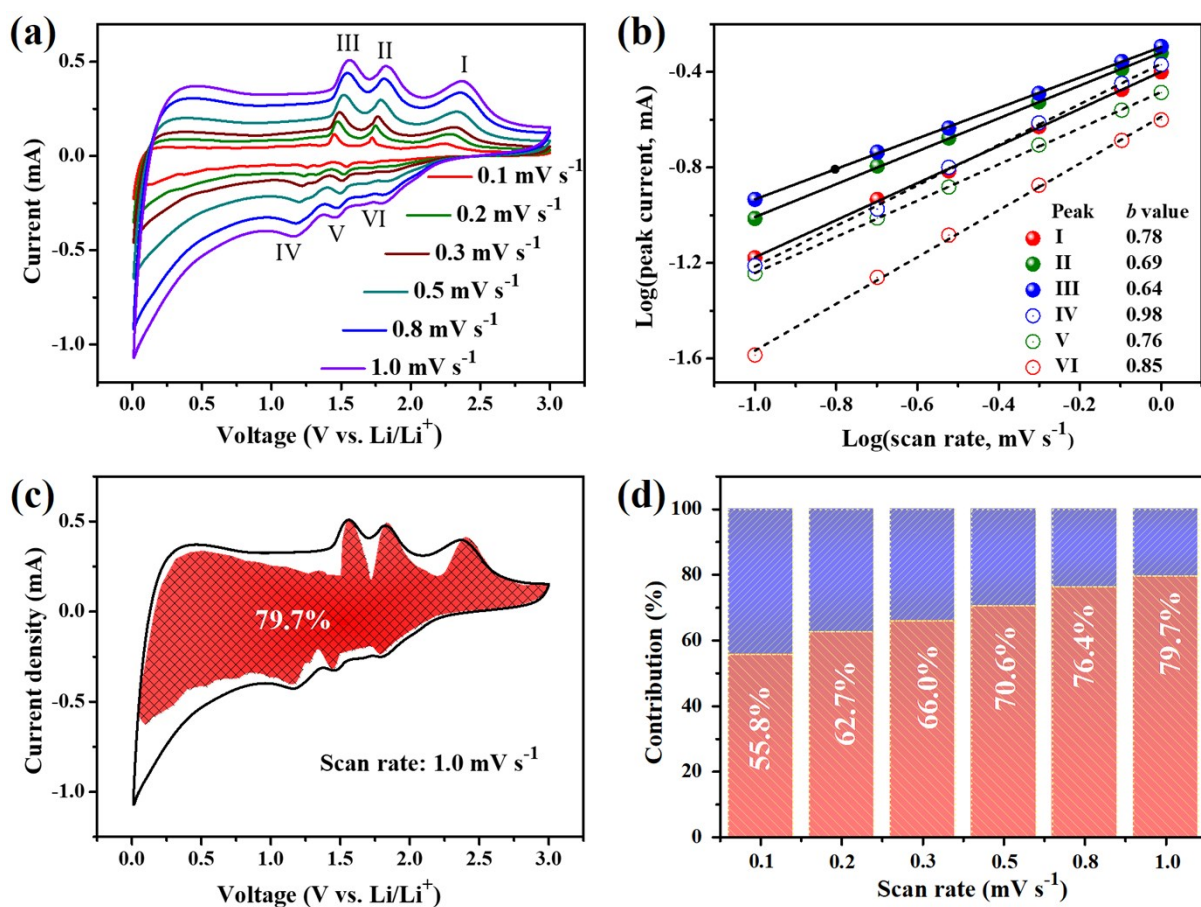 (a)
III
II
I
0.5
0.0
-0.5
-1.0
Current (mA)
IV
V
VI
0.1 mV s⁻¹
0.2 mV s⁻¹
0.3 mV s⁻¹
0.5 mV s⁻¹
0.8 mV s⁻¹
1.0 mV s⁻¹
0.0 0.5 1.0 1.5 2.0 2.5 3.0
Voltage (V vs. Li/Li⁺)
(b)
-0.4
-0.8
-1.2
-1.6
Log(peak current, mA)
Peak b value
I 0.78
II 0.69
III 0.64
IV 0.98
V 0.76
VI 0.85
-1.0 -0.8 -0.6 -0.4 -0.2 0.0
Log(scan rate, mV s⁻¹)
(c)
0.5
0.0
-0.5
-1.0
Current density (mA)
79.7%
Scan rate: 1.0 mV s⁻¹
0.0 0.5 1.0 1.5 2.0 2.5 3.0
Voltage (V vs. Li/Li⁺)
(d)
100
80
60
40
20
0
Contribution (%)
55.8%
62.7%
66.0%
70.6%
76.4%
79.7%
0.1 0.2 0.3 0.5 0.8 1.0
Scan rate (mV s⁻¹)